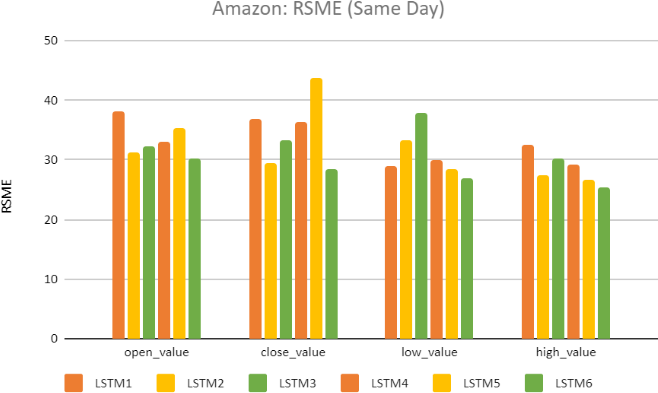 Amazon: RSME (Same Day)
50
40
30
20
10
0
RSME
open_value close_value low_value high_value
LSTM1 LSTM2 LSTM3 LSTM4 LSTM5 LSTM6